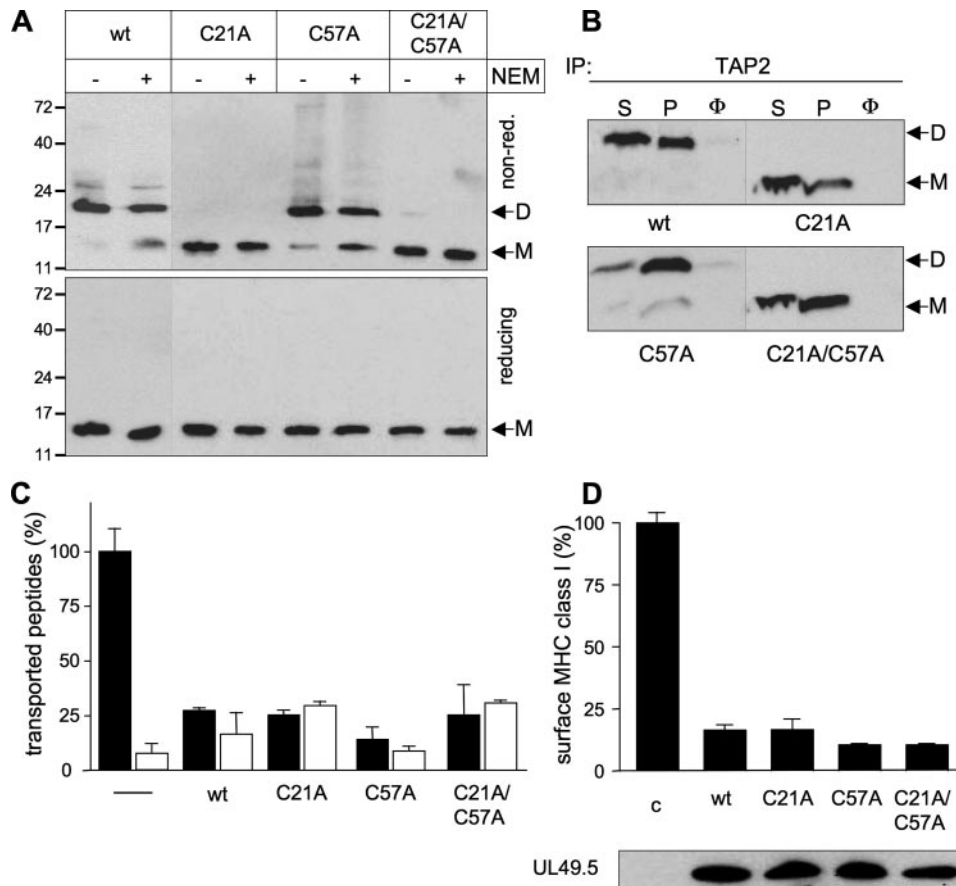 A
wt C21A C57A C21A/
C57A
- + - + - + - + NEM
72
40
24
17
11
non-red.
←D
←M
72
40
24
17
11
reducing
←M
B
IP: TAP2
S P Φ S P Φ
←D
←M
wt C21A
←D
←M
C57A C21A/C57A
C
transported peptides (%)
100
75
50
25
0
— wt C21A C57A C21A/
C57A
D
surface MHC class I (%)
100
75
50
25
0
c wt C21A C57A C21A/
C57A
UL49.5